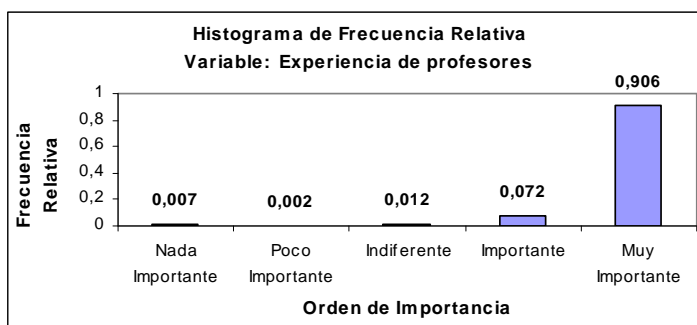 Histograma de Frecuencia Relativa
Variable: Experiencia de profesores
Frecuencia
Relativa
1
0,8
0,6
0,4
0,2
0
0,007
0,002
0,012
0,072
0,906
Nada
Importante
Poco
Importante
Indiferente
Importante
Muy
Importante
Orden de Importancia